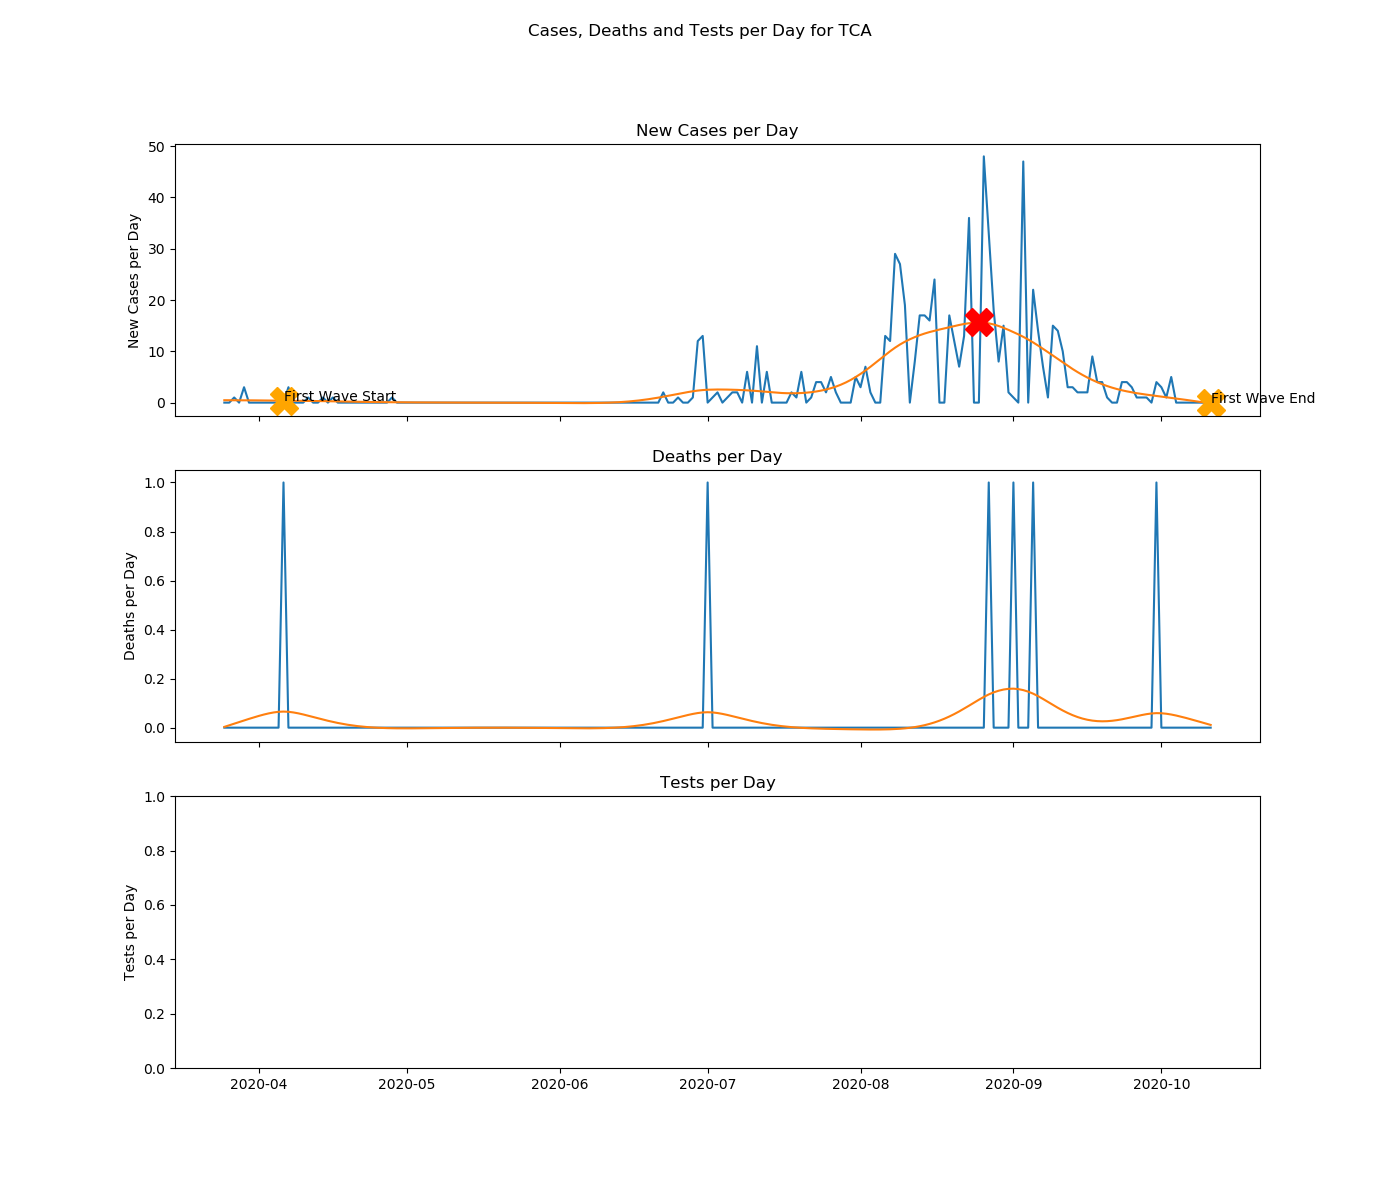 Cases, Deaths and Tests per Day for TCA
New Cases per Day
New Cases per Day
50
40
30
20
10
0
First Wave Start
First Wave End
Deaths per Day
Deaths per Day
1.0
0.8
0.6
0.4
0.2
0.0
Tests per Day
Tests per Day
1.0
0.8
0.6
0.4
0.2
0.0
2020-04 2020-05 2020-06 2020-07 2020-08 2020-09 2020-10